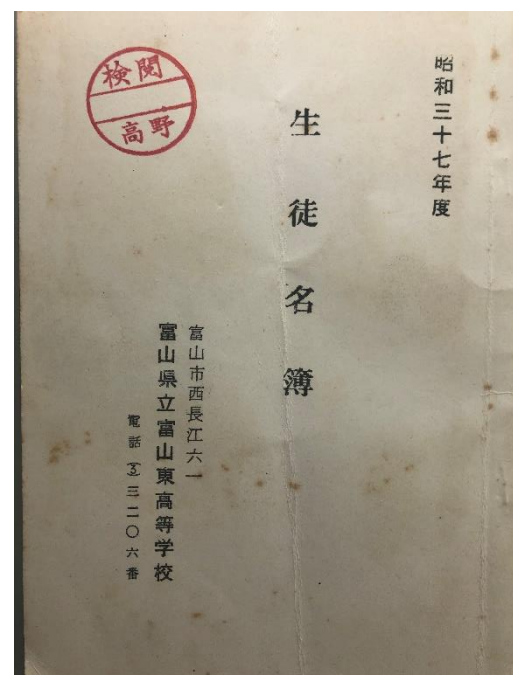 昭和三十七年度
生徒名簿
富山市西長江六一
富山県立富山東高等学校
電話(3)三二〇六番
検閲
高野